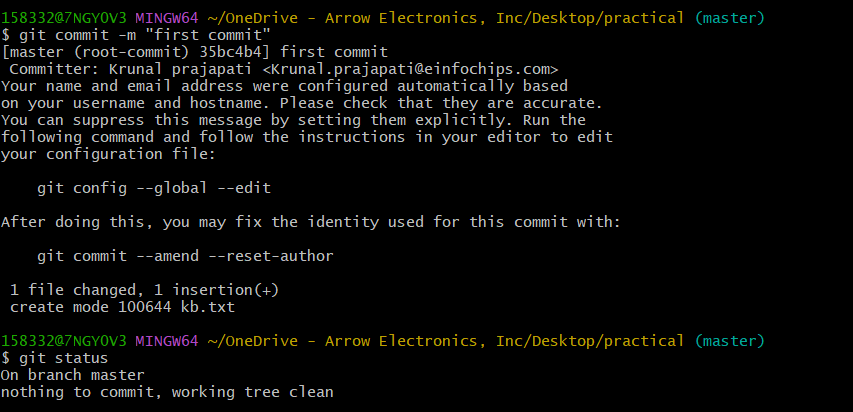 158332@7NGY0V3 MINGW64 ~/OneDrive - Arrow Electronics, Inc/Desktop/practical (master)
$ git commit -m "first commit"
[master (root-commit) 35bc4b4] first commit
 Committer: Krunal prajapati <Krunal.prajapati@einfochips.com>
Your name and email address were configured automatically based
on your username and hostname. Please check that they are accurate.
You can suppress this message by setting them explicitly. Run the
following command and follow the instructions in your editor to edit
your configuration file:

    git config --global --edit

After doing this, you may fix the identity used for this commit with:

    git commit --amend --reset-author

 1 file changed, 1 insertion(+)
 create mode 100644 kb.txt

158332@7NGY0V3 MINGW64 ~/OneDrive - Arrow Electronics, Inc/Desktop/practical (master)
$ git status
On branch master
nothing to commit, working tree clean